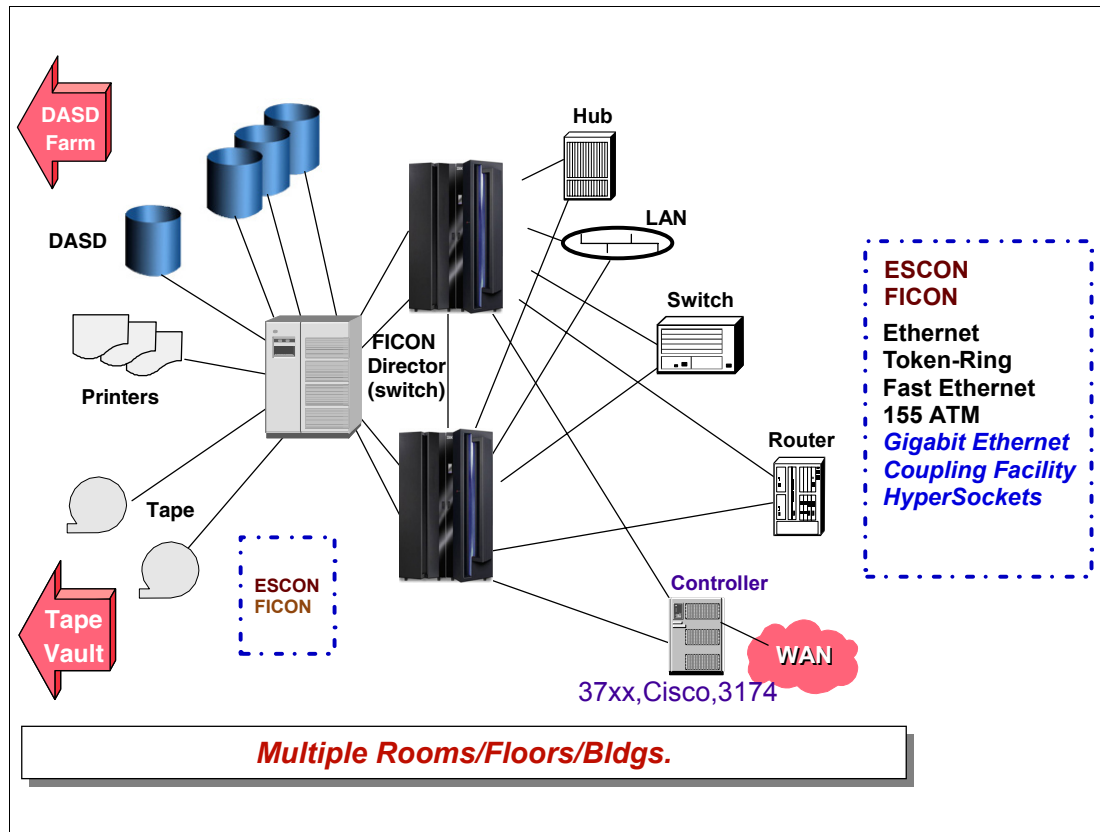 DASD
Farm
Hub
LAN
DASD
Switch
FICON
Director
(switch)
Printers
Router
Tape
ESCON
FICON
Ethernet
Token-Ring
Fast Ethernet
155 ATM
Gigabit Ethernet
Coupling Facility
HyperSockets
ESCON
FICON
Controller
Tape
Vault
WAN
37xx,Cisco,3174
Multiple Rooms/Floors/Bldgs.